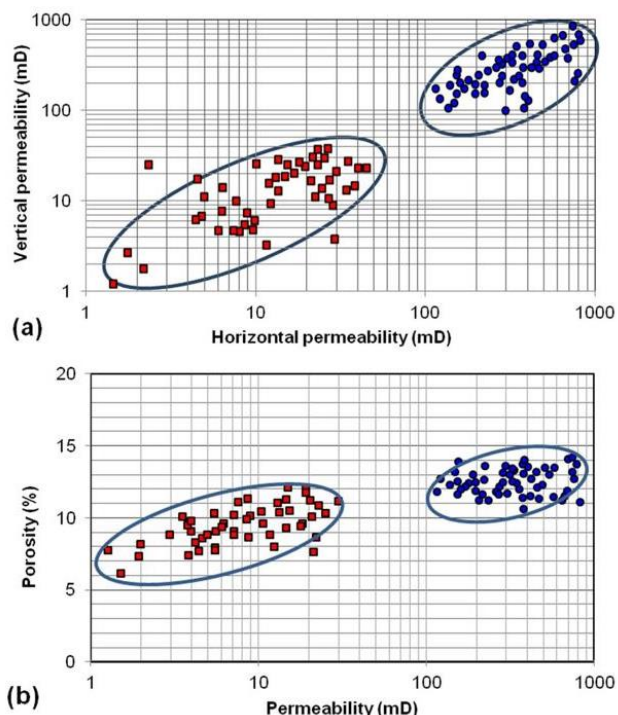 1000
100
10
1
Vertical permeability (mD)
1
10
100
1000
(a)
Horizontal permeability (mD)
20
15
10
5
0
Porosity (%)
1
10
100
1000
(b)
Permeability (mD)